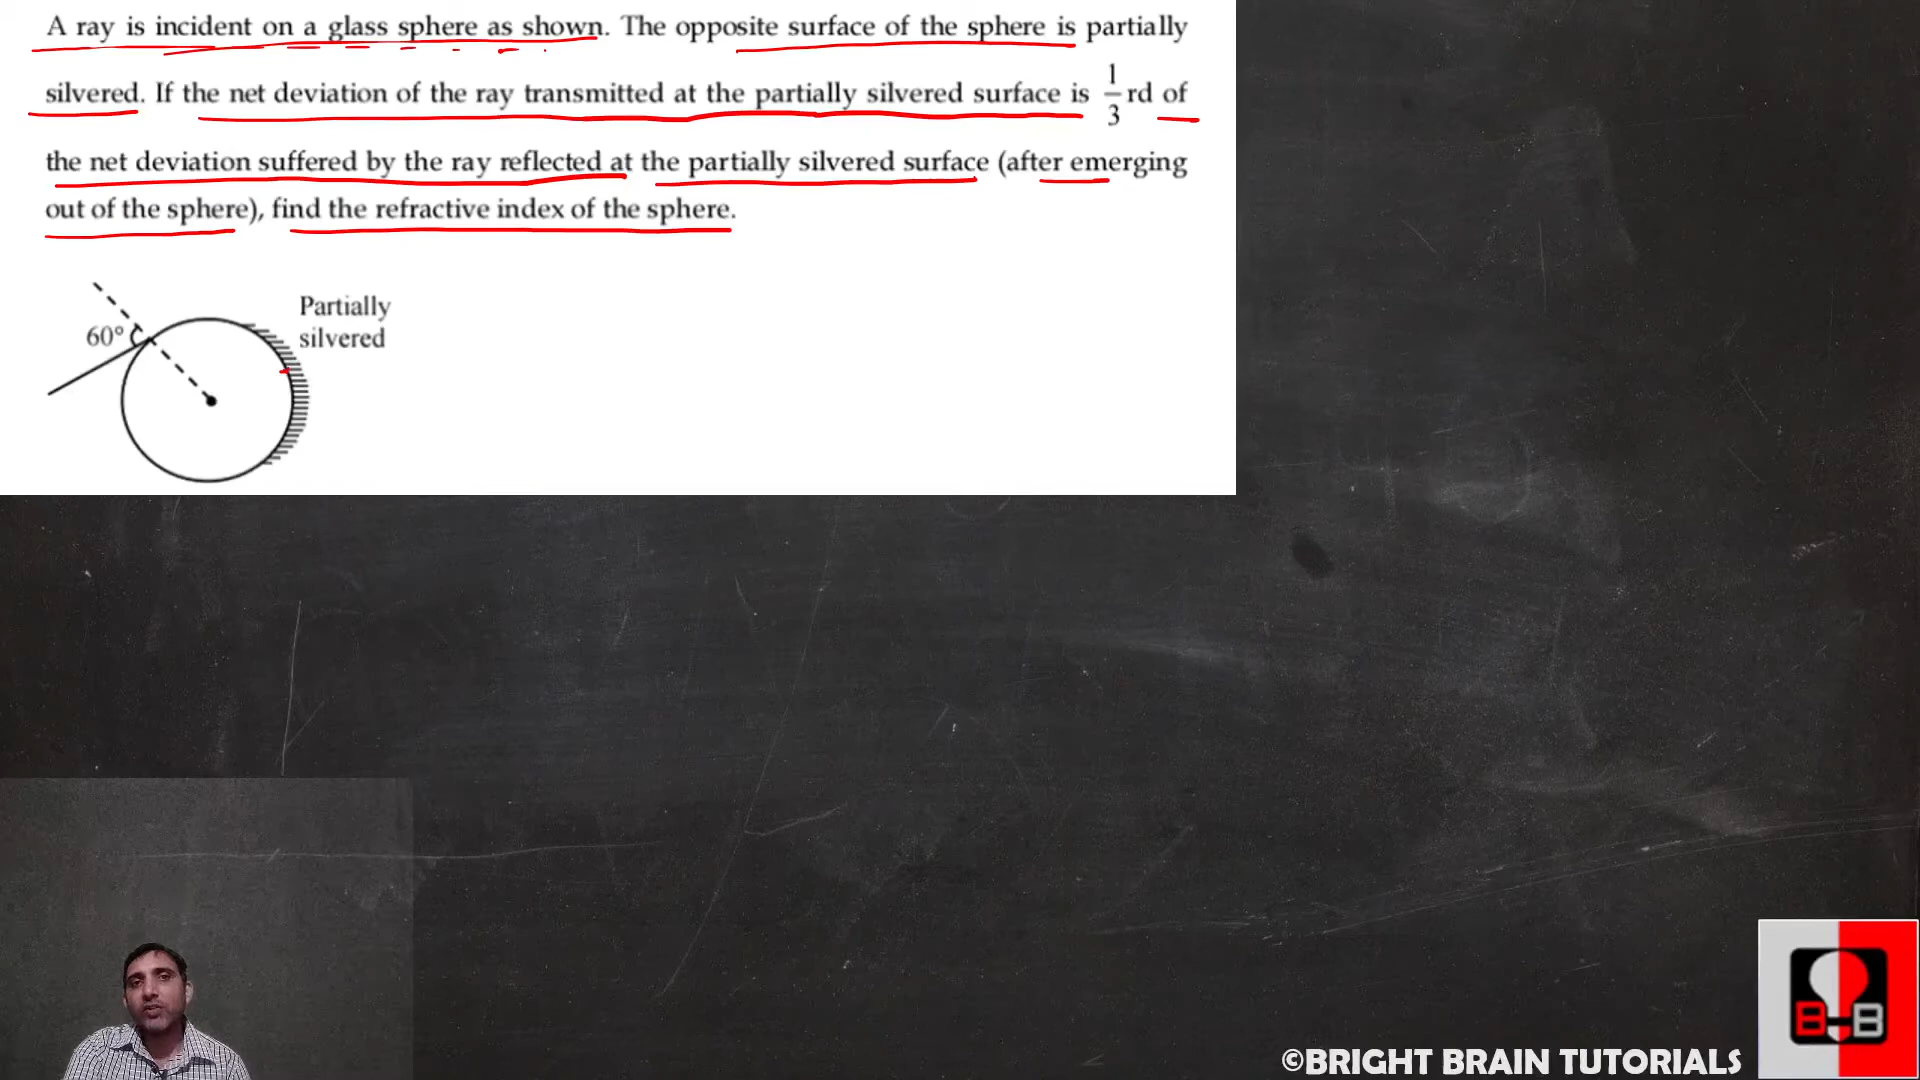 A ray is incident on a glass sphere as shown. The opposite surface of the sphere is partially
silvered. If the net deviation of the ray transmitted at the partially silvered surface is 1/3 rd of
the net deviation suffered by the ray reflected at the partially silvered surface (after emerging
out of the sphere), find the refractive index of the sphere.
Partially
silvered
60°
B B
©BRIGHT BRAIN TUTORIALS